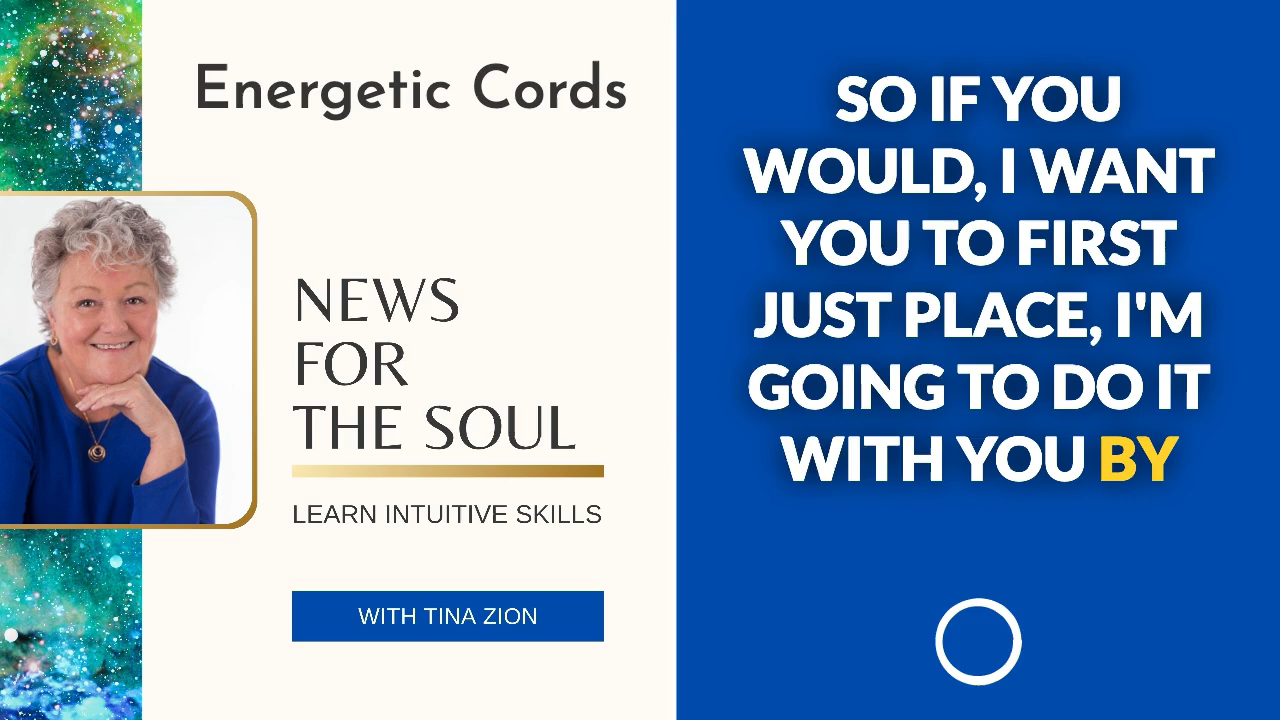 Energetic Cords
NEWS
FOR
THE SOUL
LEARN INTUITIVE SKILLS
WITH TINA ZION
SO IF YOU
WOULD, I WANT
YOU TO FIRST
JUST PLACE, I'M
GOING TO DO IT
WITH YOU BY